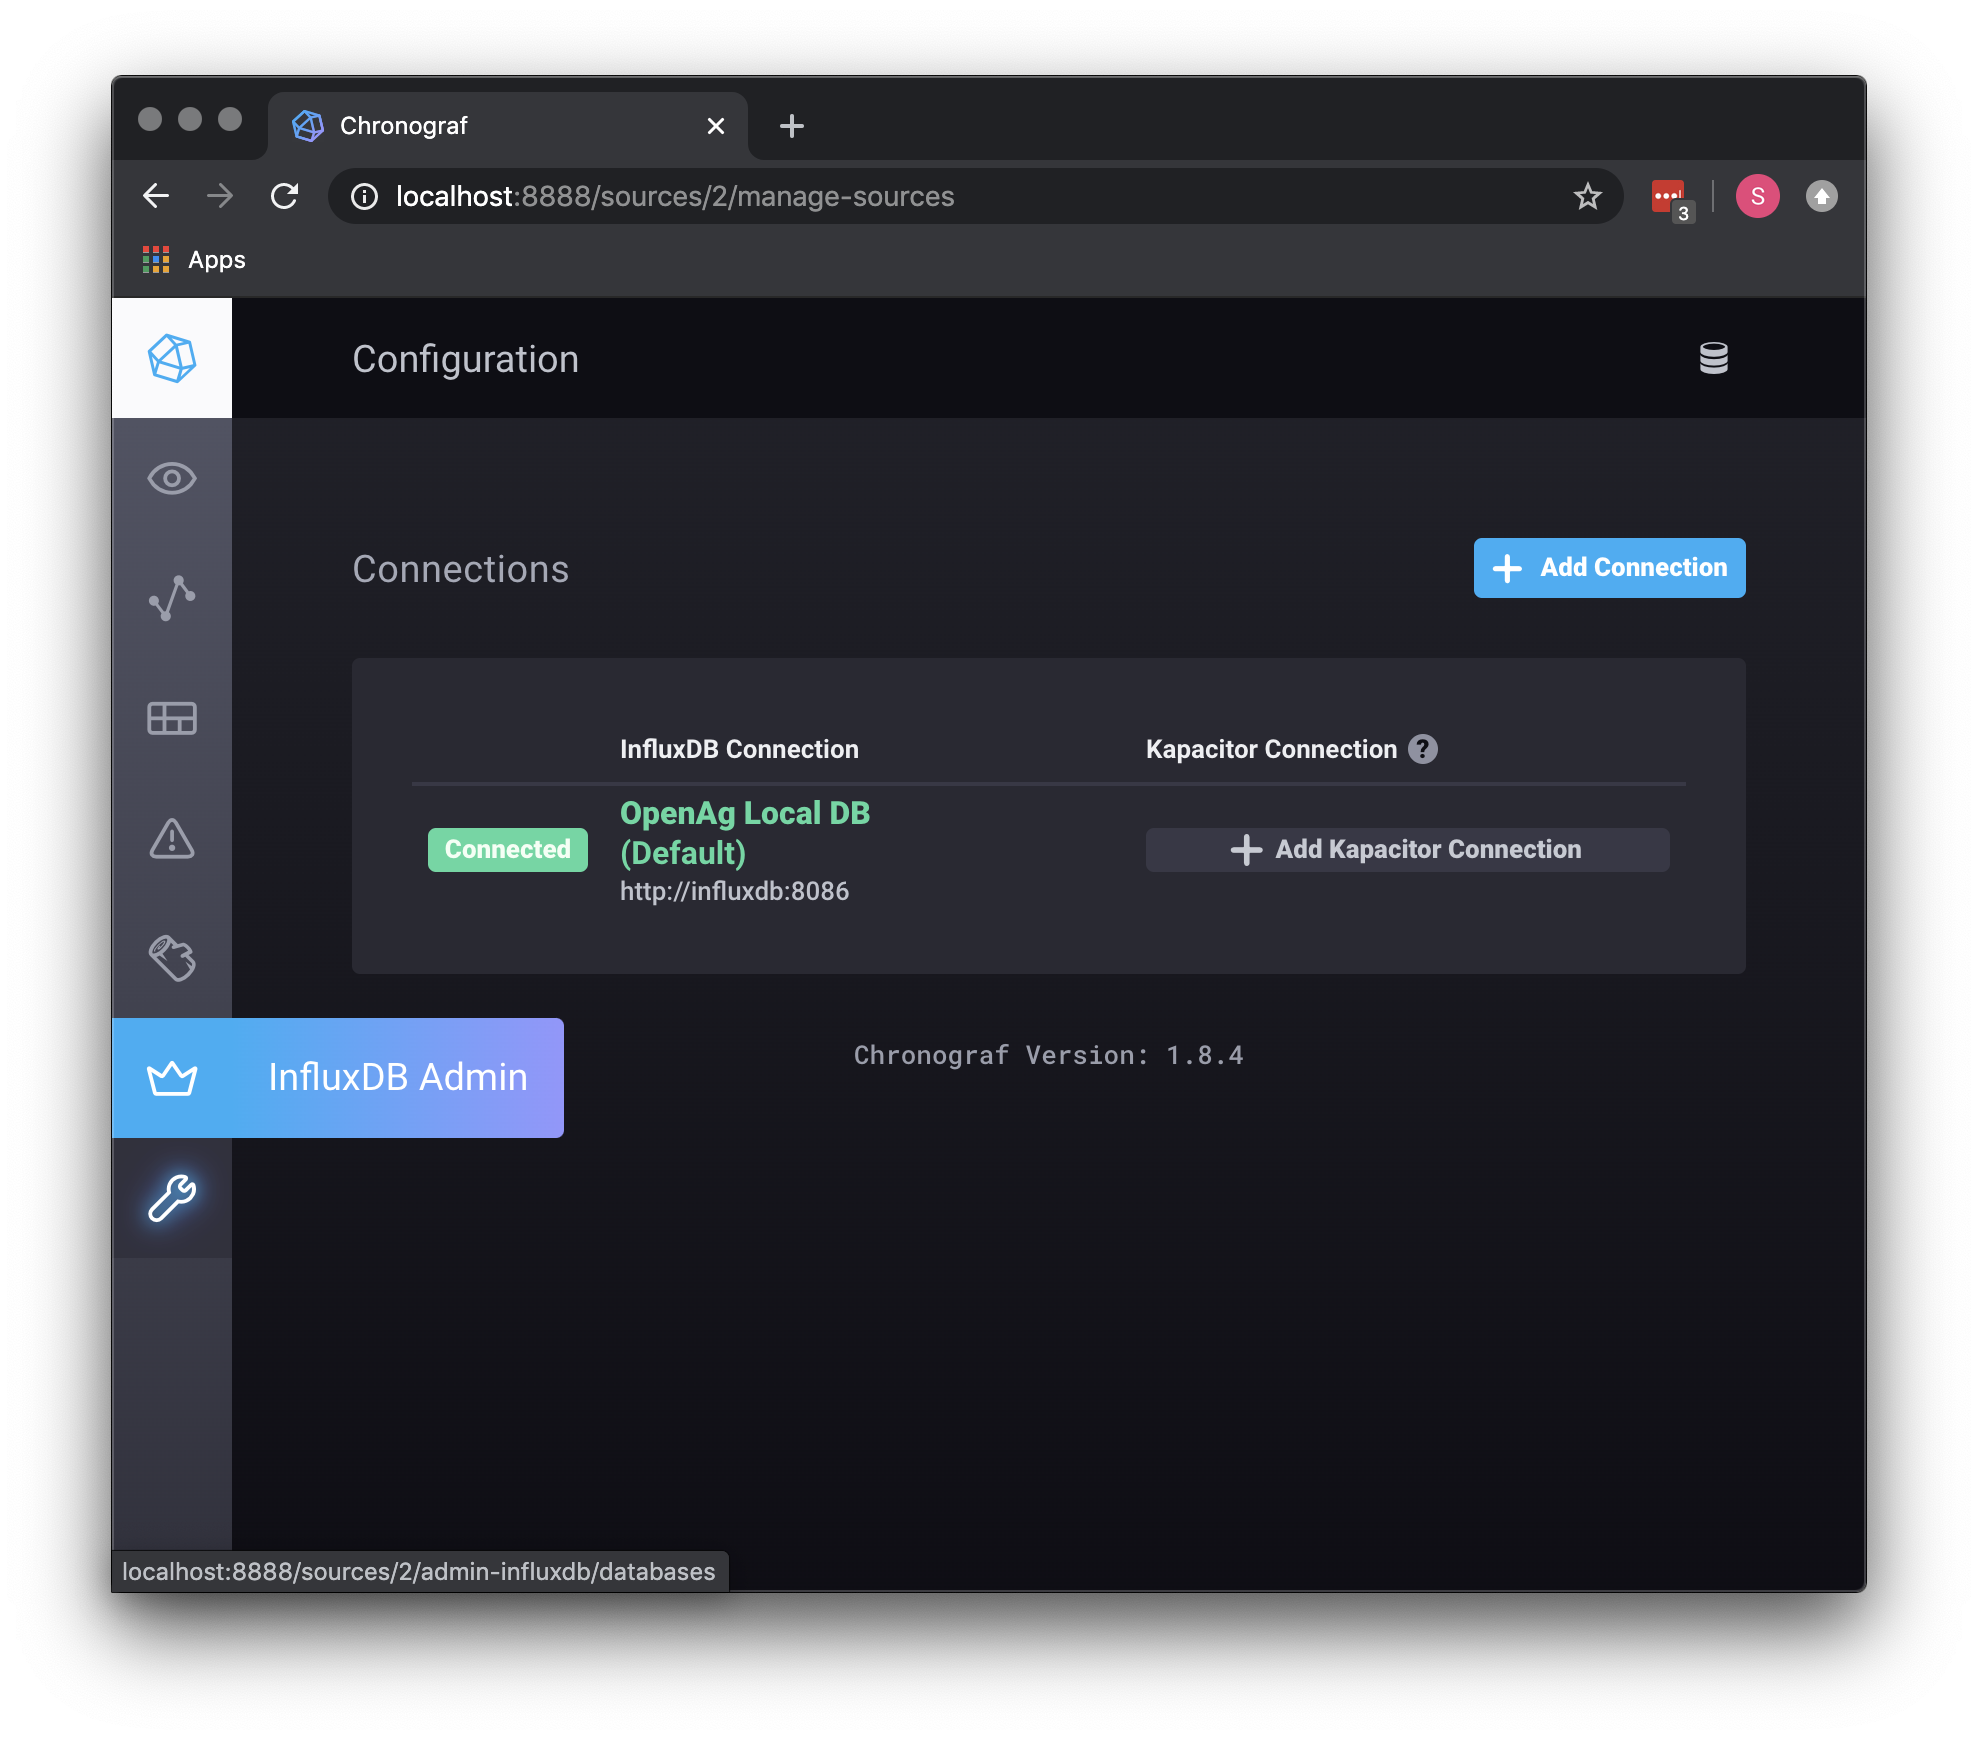 Chronograf
localhost:8888/sources/2/manage-sources
3
S
Apps
Configuration
Connections
Add Connection
InfluxDB Connection
Kapacitor Connection ?
Connected
OpenAg Local DB
(Default)
http://influxdb:8086
Add Kapacitor Connection
InfluxDB Admin
Chronograf Version: 1.8.4
localhost:8888/sources/2/admin-influxdb/databases